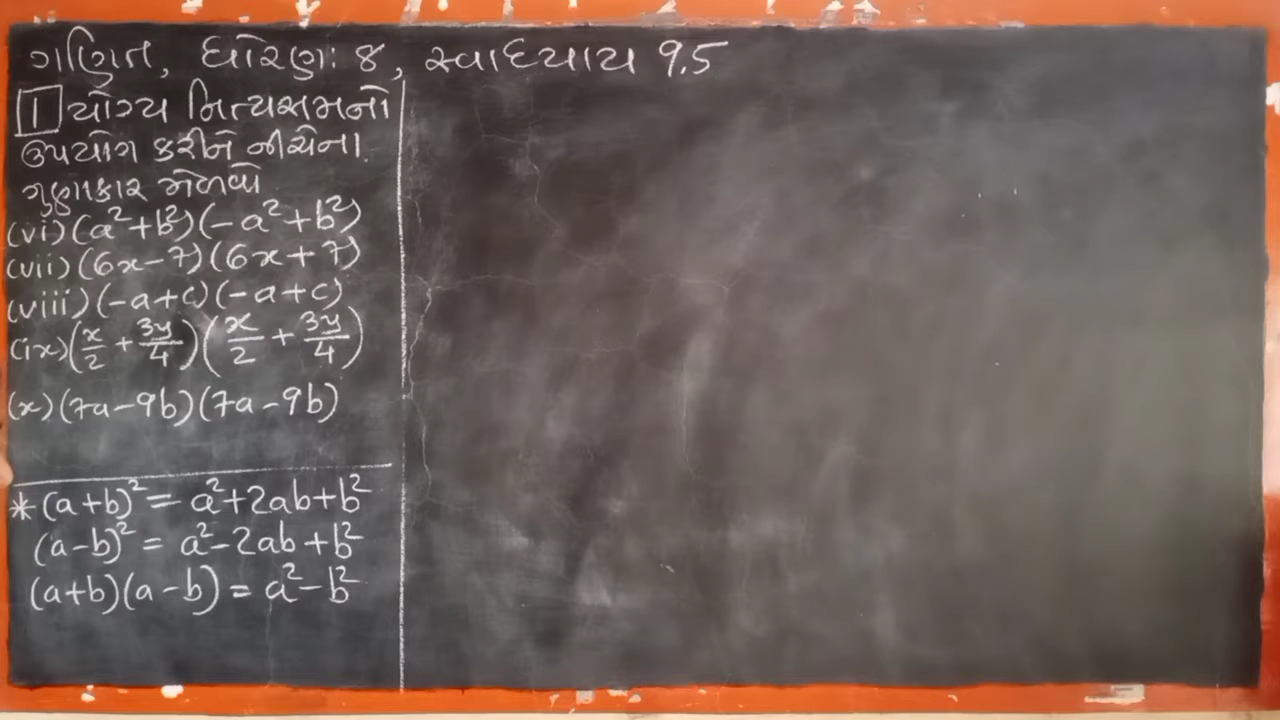 ગણિત, ધોરણ: ૪, સ્વાધ્યાય 9.5
1 યોગ્ય નિત્યસમનો
ઉપયોગ કરીને નીચેના
ગુણાકાર મેળવો
(vi) (a²+b²)(-a²+b²)
(vii) (6x-7)(6x+7)
(viii) (-a+c)(-a+c)
(ix) (x/2 + 3y/4)(x/2 + 3y/4)
(x) (7a-9b)(7a-9b)
* (a+b)² = a²+2ab+b²
(a-b)² = a²-2ab+b²
(a+b)(a-b) = a²-b²